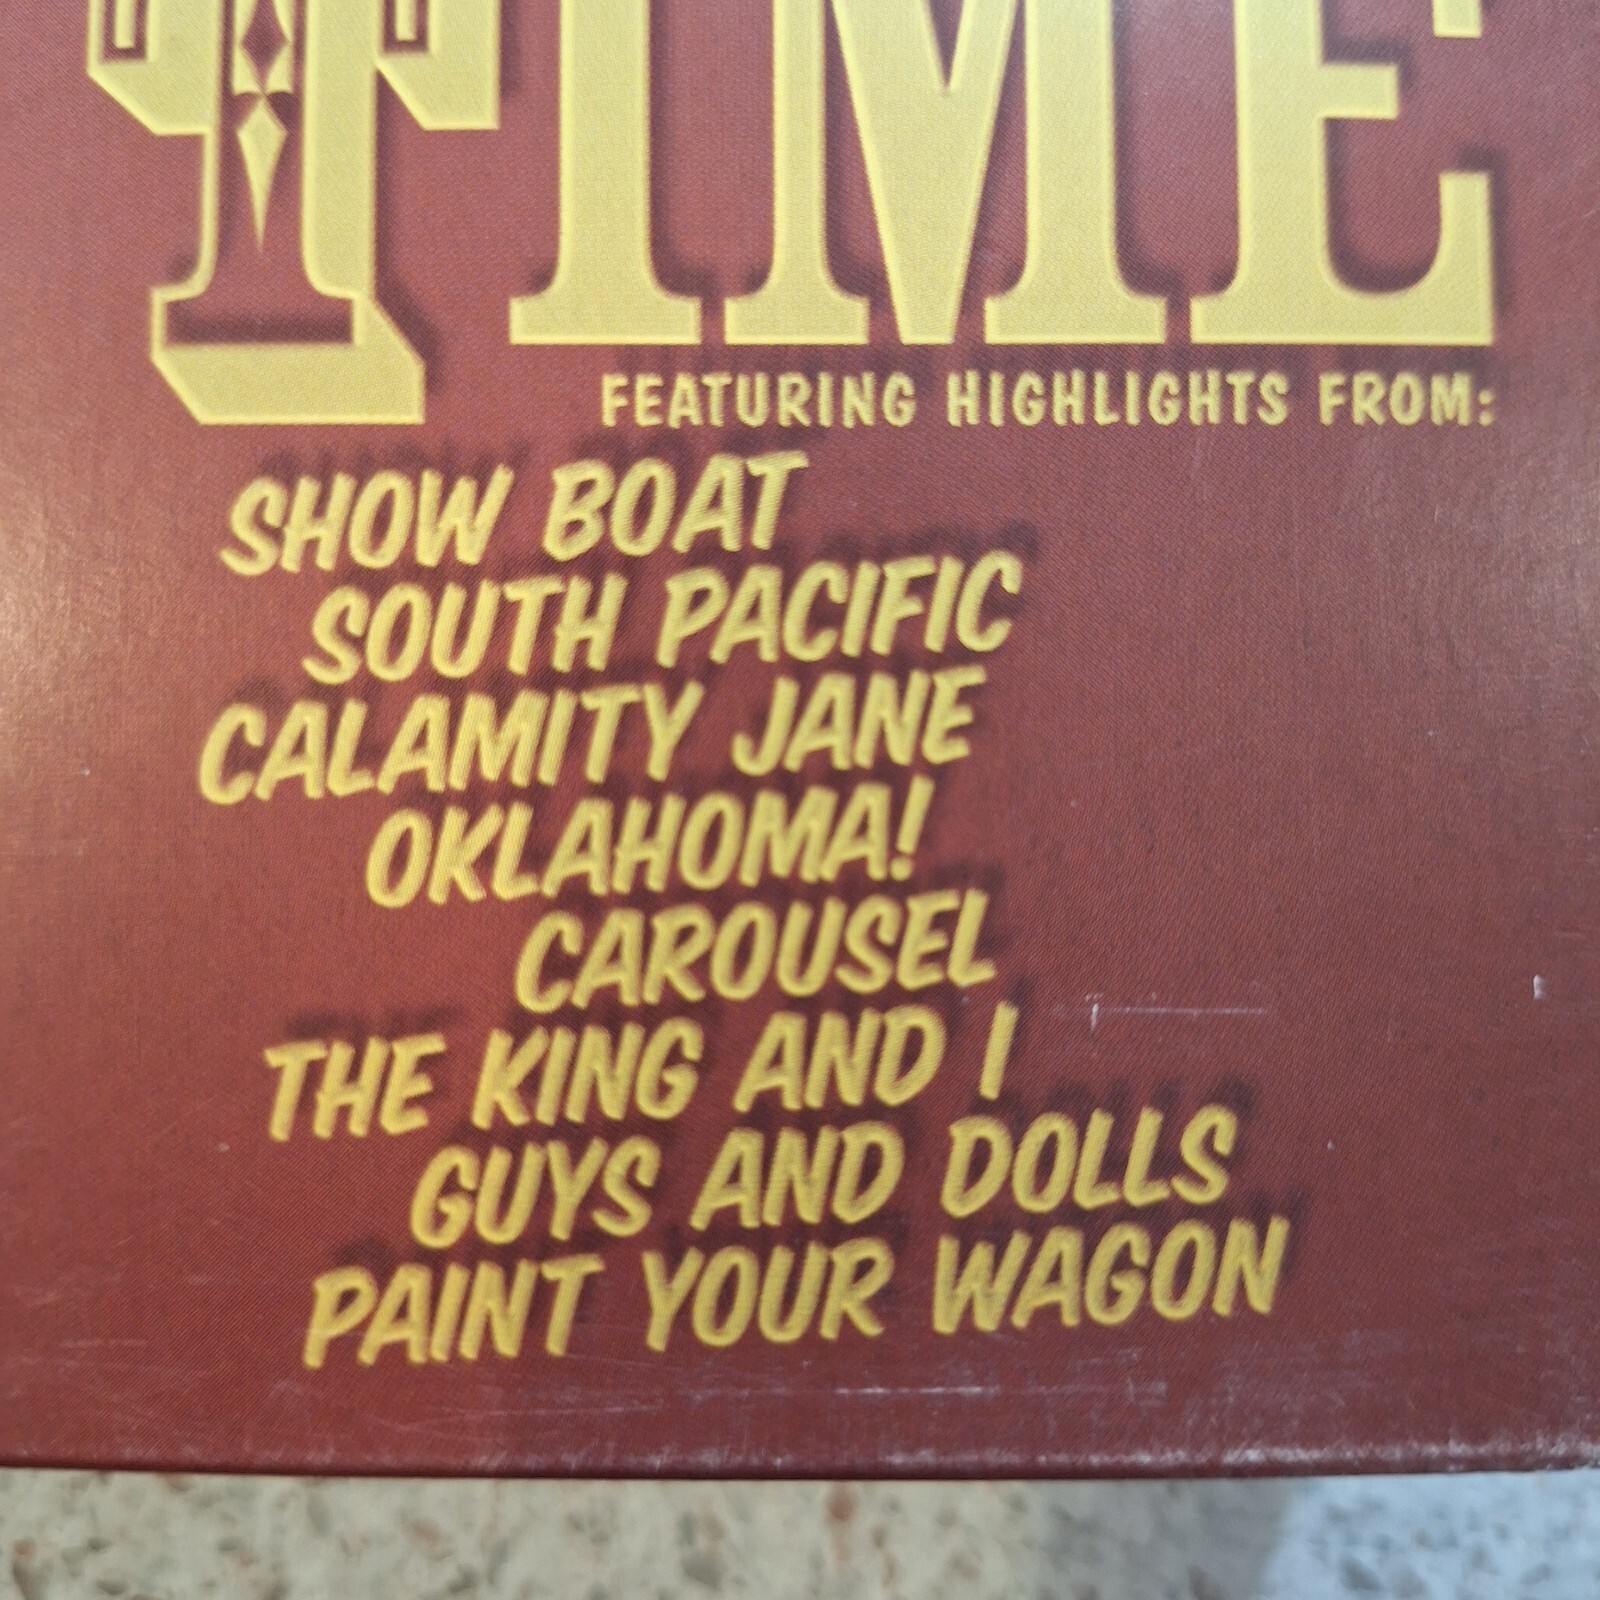 TIME
FEATURING HIGHLIGHTS FROM:
SHOW BOAT
SOUTH PACIFIC
CALAMITY JANE
OKLAHOMA!
CAROUSEL
THE KING AND I
GUYS AND DOLLS
PAINT YOUR WAGON